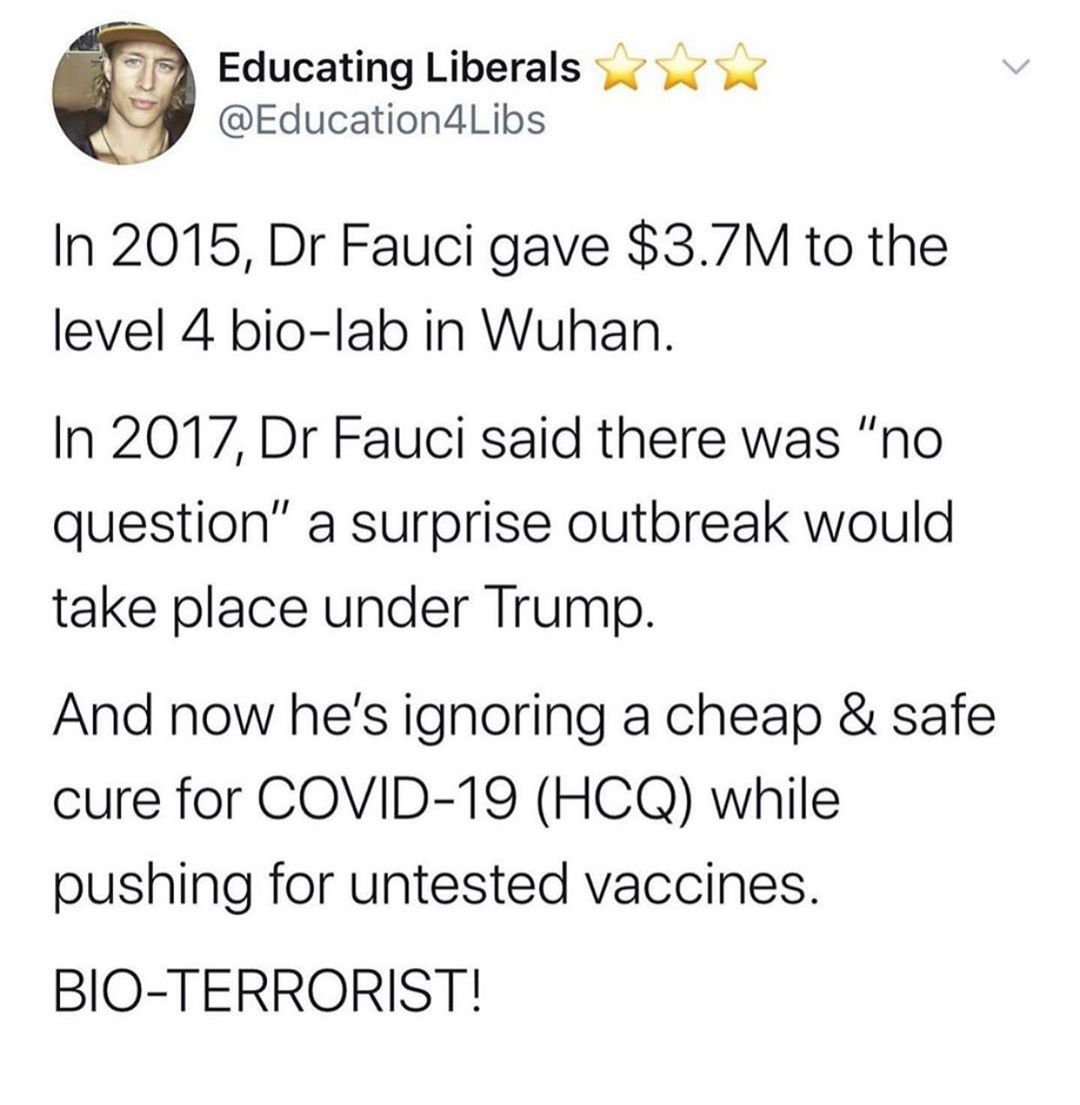 Educating Liberals ⭐⭐⭐
@Education4Libs
In 2015, Dr Fauci gave $3.7M to the
level 4 bio-lab in Wuhan.
In 2017, Dr Fauci said there was "no
question" a surprise outbreak would
take place under Trump.
And now he's ignoring a cheap & safe
cure for COVID-19 (HCQ) while
pushing for untested vaccines.
BIO-TERRORIST!